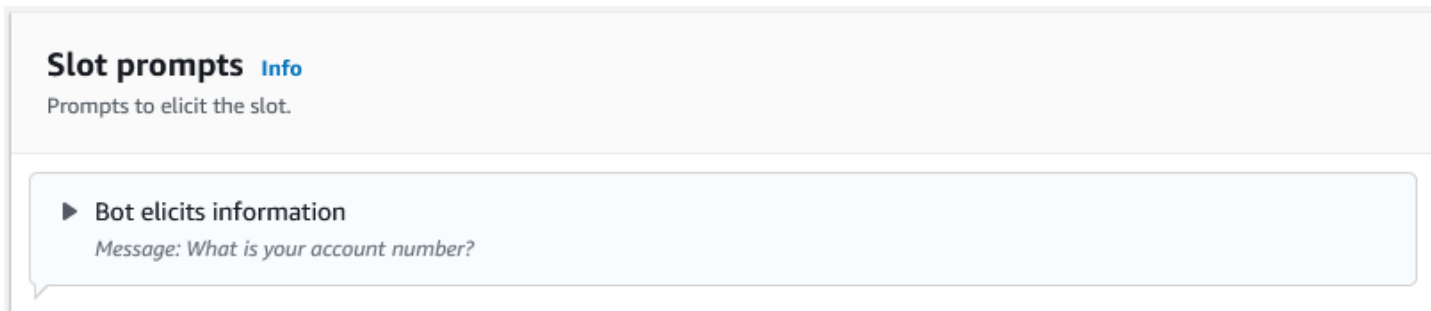 Slot prompts Info
Prompts to elicit the slot.
Bot elicits information
Message: What is your account number?